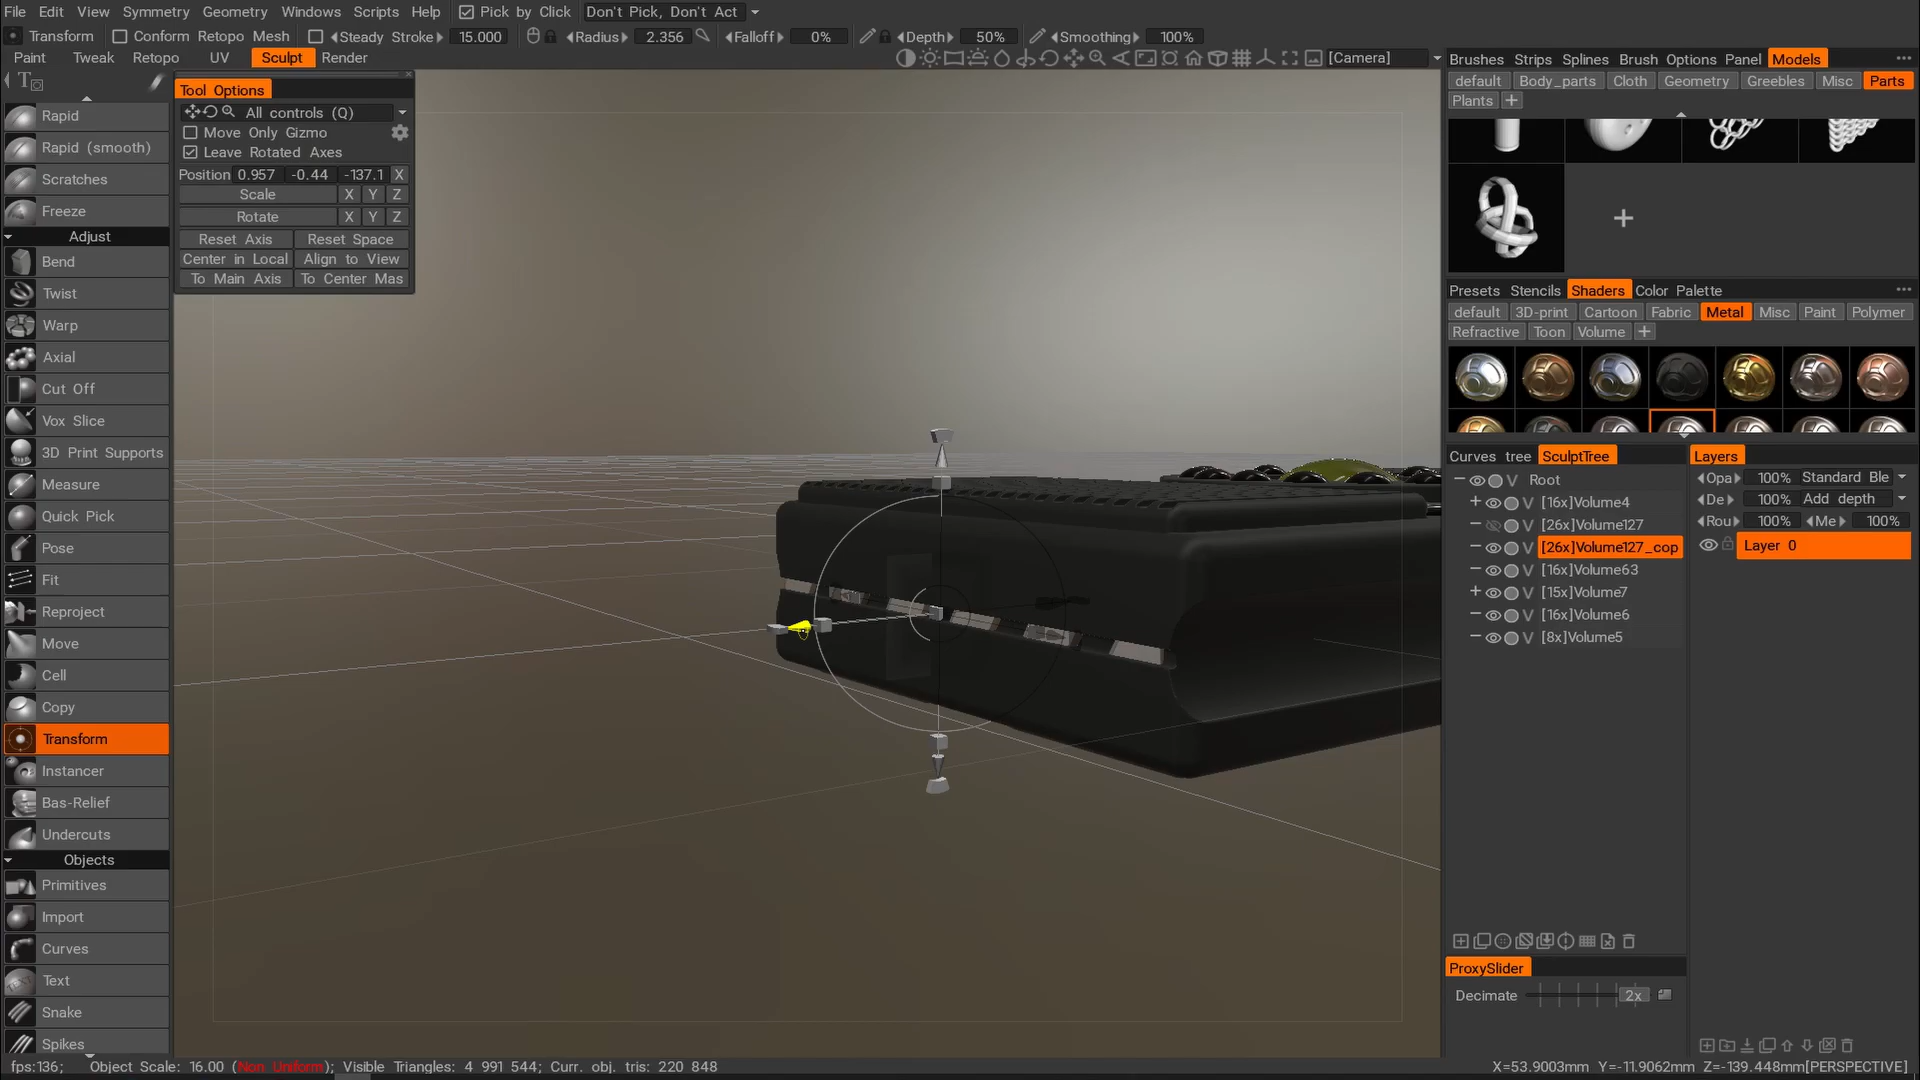 File Edit View Symmetry Geometry Windows Scripts Help Pick by Click Don't Pick, Don't Act
Transform Conform Retopo Mesh Steady Stroke 15.000 Radius 2.356 Falloff 0% Depth 50% Smoothing 100%
Paint Tweak Retopo UV Sculpt Render [Camera]
Rapid
Rapid (smooth)
Scratches
Freeze
Adjust
Bend
Twist
Warp
Axial
Cut Off
Vox Slice
3D Print Supports
Measure
Quick Pick
Pose
Fit
Reproject
Move
Cell
Copy
Transform
Instancer
Bas-Relief
Undercuts
Objects
Primitives
Import
Curves
Text
Snake
Spikes
Tool Options
All controls (Q)
Move Only Gizmo
Leave Rotated Axes
Position 0.957 -0.44 -137.1 X
Scale X Y Z
Rotate X Y Z
Reset Axis Reset Space
Center in Local Align to View
To Main Axis To Center Mas
Brushes Strips Splines Brush Options Panel Models
default Body_parts Cloth Geometry Greebles Misc Parts
Plants +
Presets Stencils Shaders Color Palette
default 3D-print Cartoon Fabric Metal Misc Paint Polymer
Refractive Toon Volume +
Curves tree SculptTree
V Root
V [16x]Volume4
V [26x]Volume127
V [26x]Volume127_cop
V [16x]Volume63
V [15x]Volume7
V [16x]Volume6
V [8x]Volume5
ProxySlider
Decimate 2x
Layers
Opa 100% Standard Ble
De 100% Add depth
Rou 100% Me 100%
Layer 0
fps:136; Object Scale: 16.00 (Non Uniform); Visible Triangles: 4 991 544; Curr. obj. tris: 220 848 X=53.9003mm Y=-11.9062mm Z=-139.448mm[PERSPECTIVE]